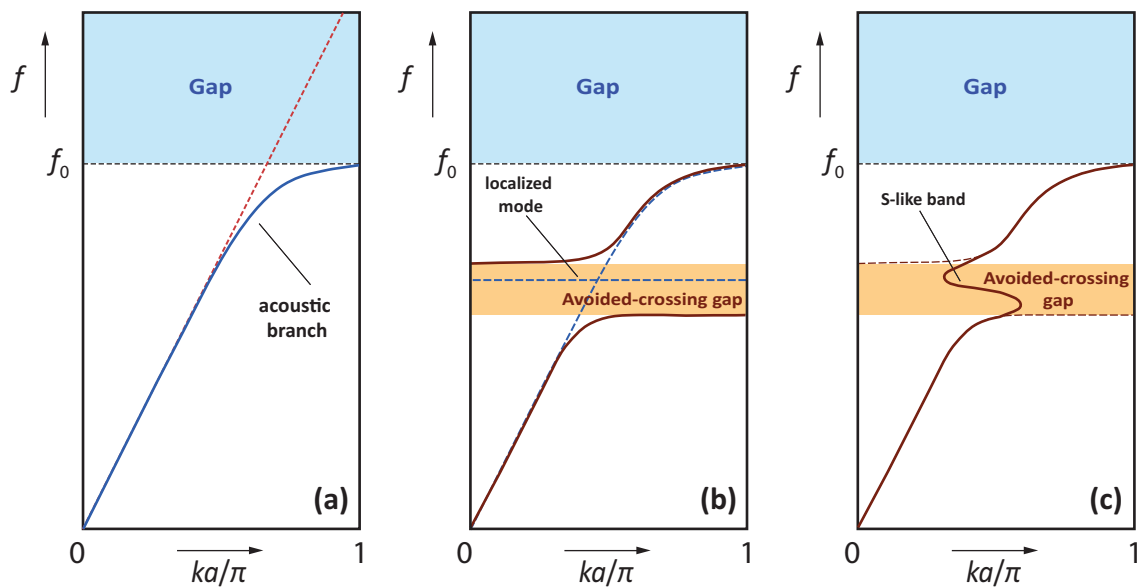 f
Gap
f₀
acoustic
branch
(a)
0
ka/π
1
f
Gap
f₀
localized
mode
Avoided-crossing gap
(b)
0
ka/π
1
f
Gap
f₀
S-like band
Avoided-crossing
gap
(c)
0
ka/π
1